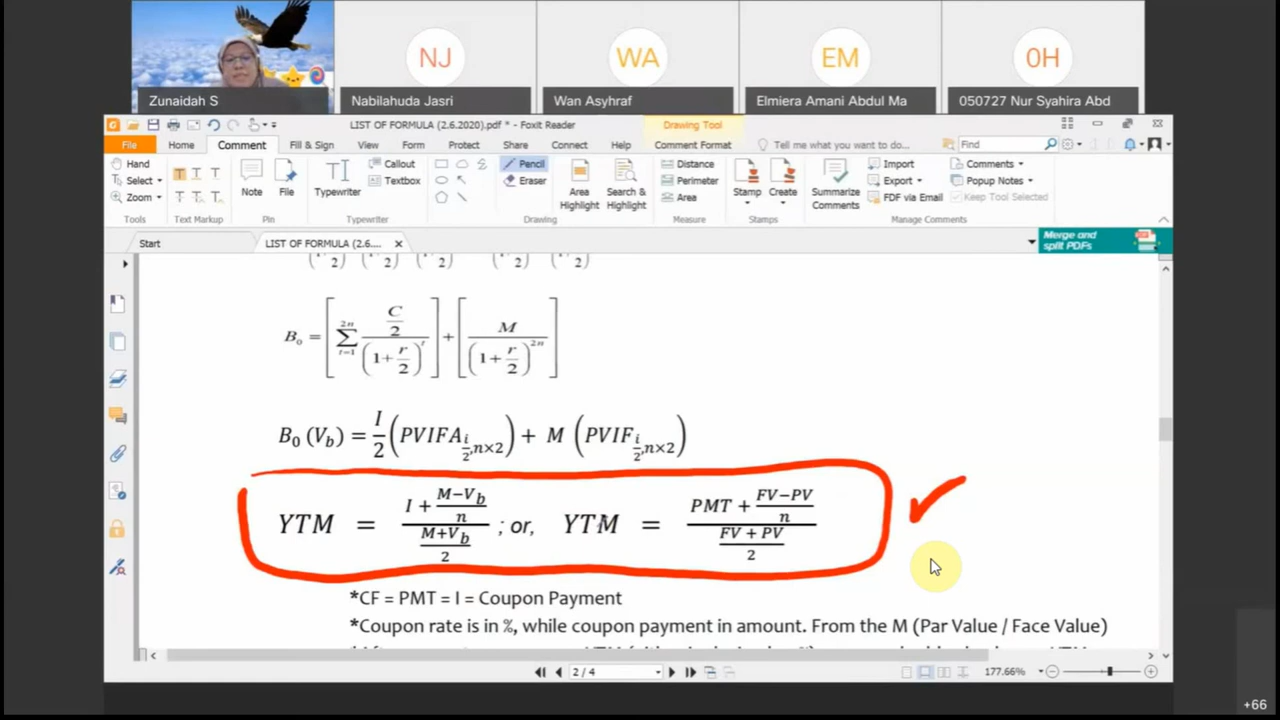 NJ
WA
EM
0H
Zunaidah S
Nabilahuda Jasri
Wan Asyhraf
Elmiera Amani Abdul Ma
050727 Nur Syahira Abd
LIST OF FORMULA (2.6.2020).pdf * - Foxit Reader
Drawing Tool
File Home Comment Fill & Sign View Form Protect Share Connect Help Comment Format Tell me what you want to do... Find
Hand
Select
Zoom
Tools
Text Markup
Note
File
Pin
Typewriter
Callout
Textbox
Typewriter
Pencil
Eraser
Drawing
Area Highlight
Search & Highlight
Distance
Perimeter
Area
Measure
Stamp
Create
Stamps
Summarize Comments
Import
Export
FDF via Email
Comments
Popup Notes
Keep Tool Selected
Manage Comments
Start
LIST OF FORMULA (2.6....
Merge and split PDFs
B₀ = [ ∑ t=1 2n (C/2) / (1 + r/2)^t ] + [ M / (1 + r/2)^2n ]
B₀ (V_b) = I/2 (PVIFA i/2, n×2) + M (PVIF i/2, n×2)
YTM = (I + (M−V_b)/n) / ((M+V_b)/2) ; or, YTM = (PMT + (FV−PV)/n) / ((FV + PV)/2)
*CF = PMT = I = Coupon Payment
*Coupon rate is in %, while coupon payment in amount. From the M (Par Value / Face Value)
2 / 4
177.66%
+66